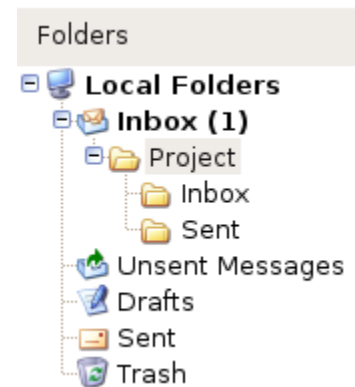 Folders
Local Folders
Inbox (1)
Project
Inbox
Sent
Unsent Messages
Drafts
Sent
Trash